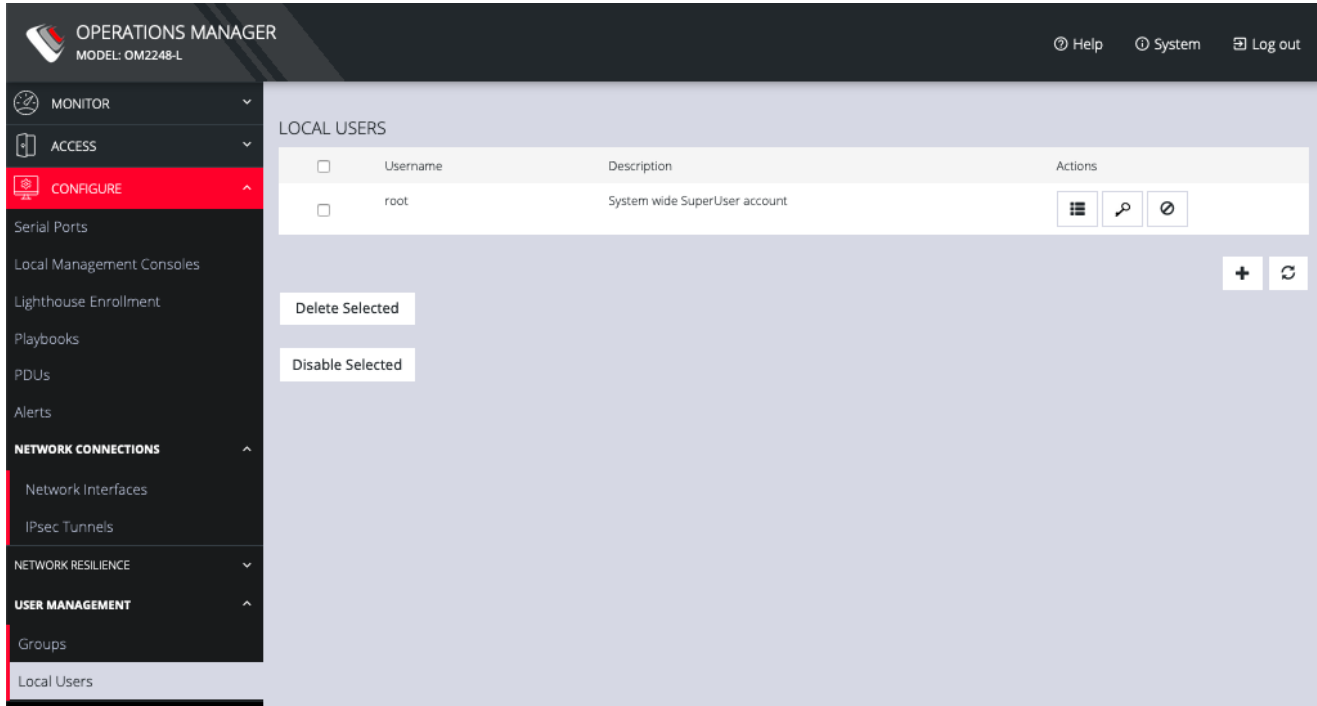 OPERATIONS MANAGER
MODEL: OM2248-L
Help
System
Log out
MONITOR
ACCESS
CONFIGURE
Serial Ports
Local Management Consoles
Lighthouse Enrollment
Playbooks
PDUs
Alerts
NETWORK CONNECTIONS
Network Interfaces
IPsec Tunnels
NETWORK RESILIENCE
USER MANAGEMENT
Groups
Local Users
LOCAL USERS
Username Description Actions
root System wide SuperUser account
Delete Selected
Disable Selected